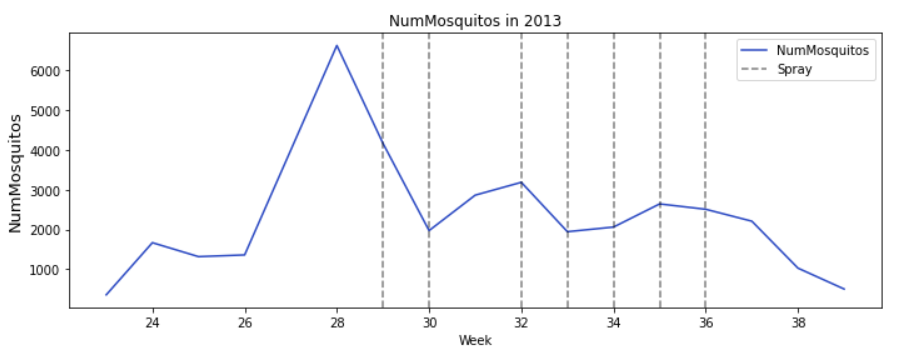 NumMosquitos in 2013
NumMosquitos
Spray
NumMosquitos
6000
5000
4000
3000
2000
1000
24 26 28 30 32 34 36 38
Week